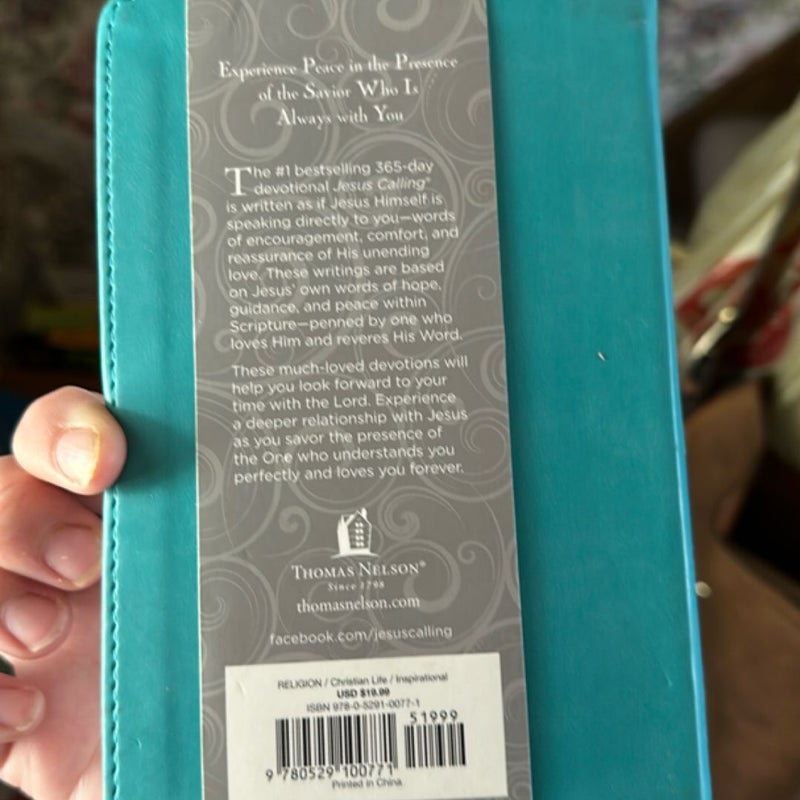 Experience Peace in the Presence
of the Savior Who Is
Always with You
The #1 bestselling 365-day
devotional Jesus Calling®
is written as if Jesus Himself is
speaking directly to you—words
of encouragement, comfort, and
reassurance of His unending
love. These writings are based
on Jesus' own words of hope,
guidance, and peace within
Scripture—penned by one who
loves Him and reveres His Word.
These much-loved devotions will
help you look forward to your
time with the Lord. Experience
a deeper relationship with Jesus
as you savor the presence of
the One who understands you
perfectly and loves you forever.
THOMAS NELSON®
Since 1798
thomasnelson.com
facebook.com/jesuscalling
RELIGION / Christian Life / Inspirational
USD $19.99
ISBN 978-0-5291-0077-1
51999
9 780529 100771
Printed in China